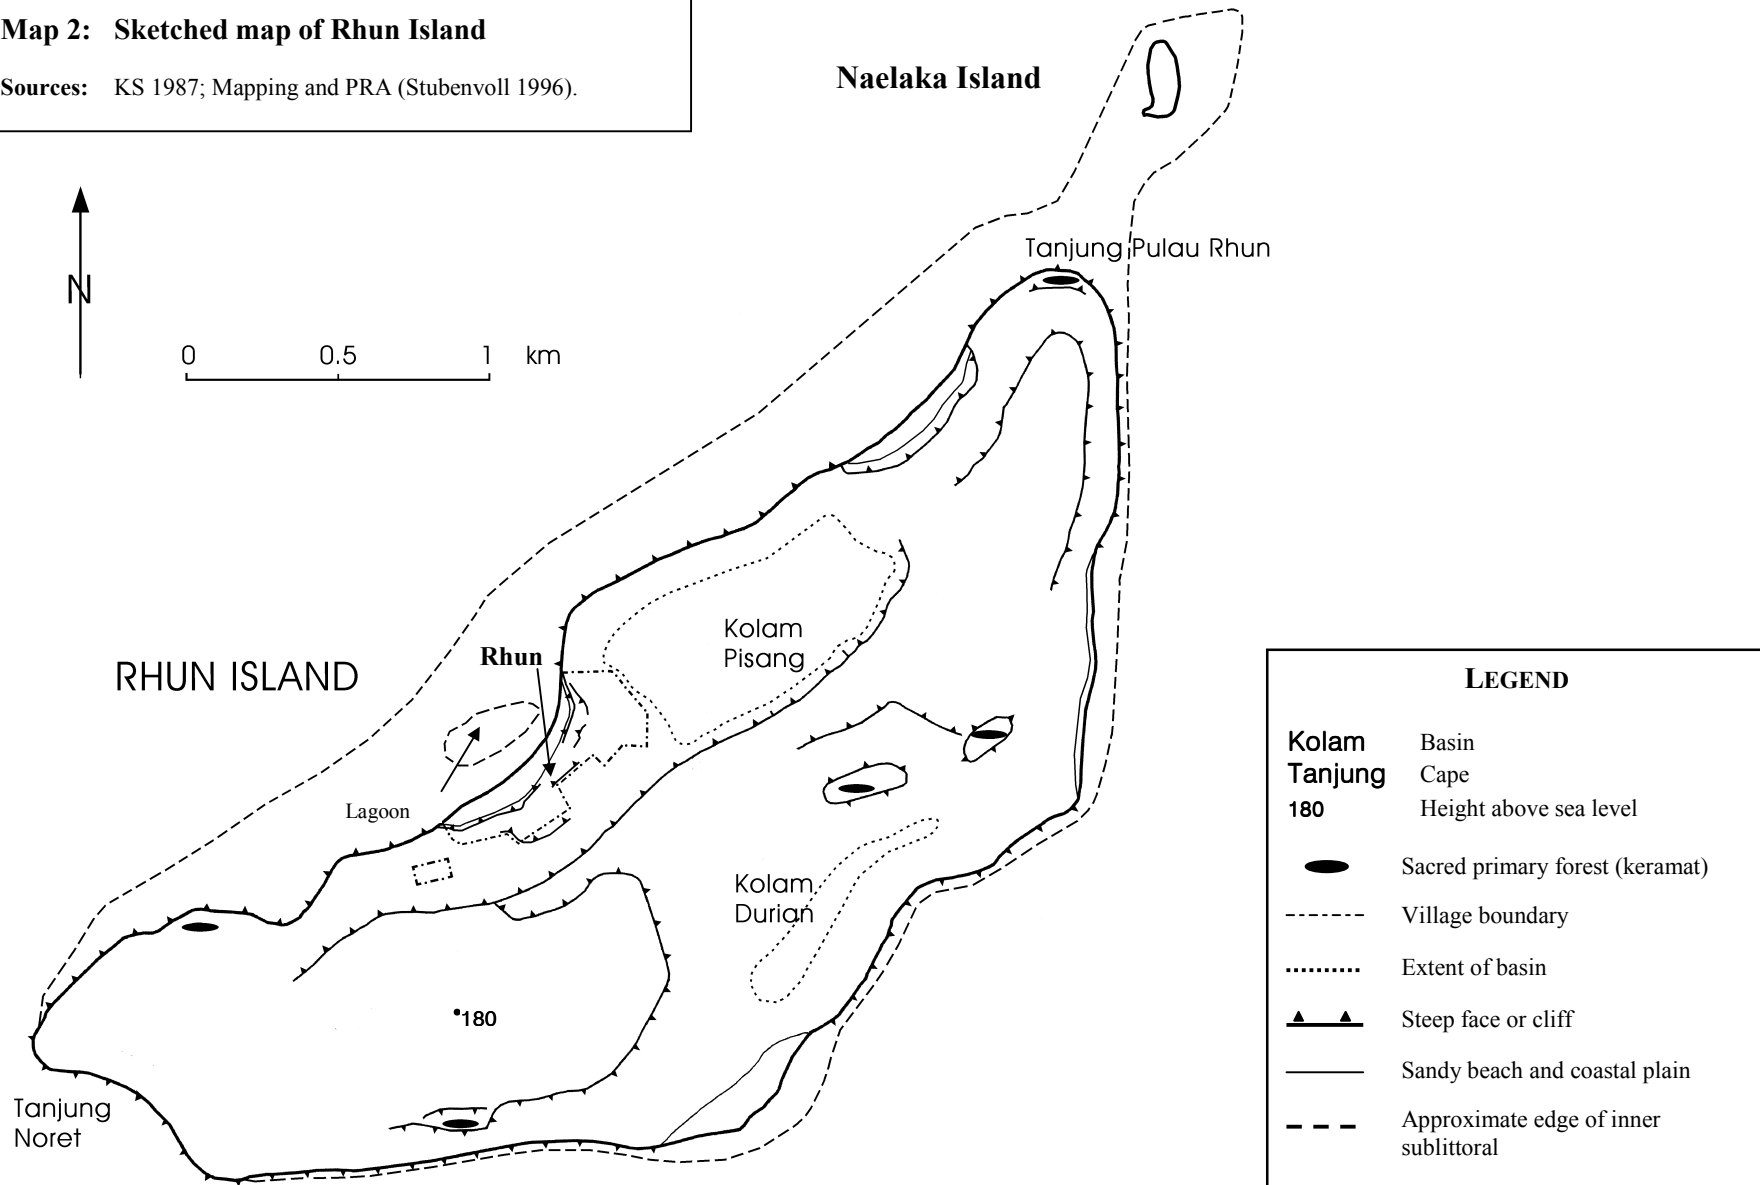 Map 2: Sketched map of Rhun Island
Sources: KS 1987; Mapping and PRA (Stubenvoll 1996).
Naelaka Island
N
Tanjung Pulau Rhun
0 0.5 1 km
Kolam
Pisang
Rhun
RHUN ISLAND
Lagoon
Kolam
Durian
180
Tanjung
Noret
LEGEND
Kolam Basin
Tanjung Cape
180 Height above sea level
Sacred primary forest (keramat)
Village boundary
Extent of basin
Steep face or cliff
Sandy beach and coastal plain
Approximate edge of inner
sublittoral